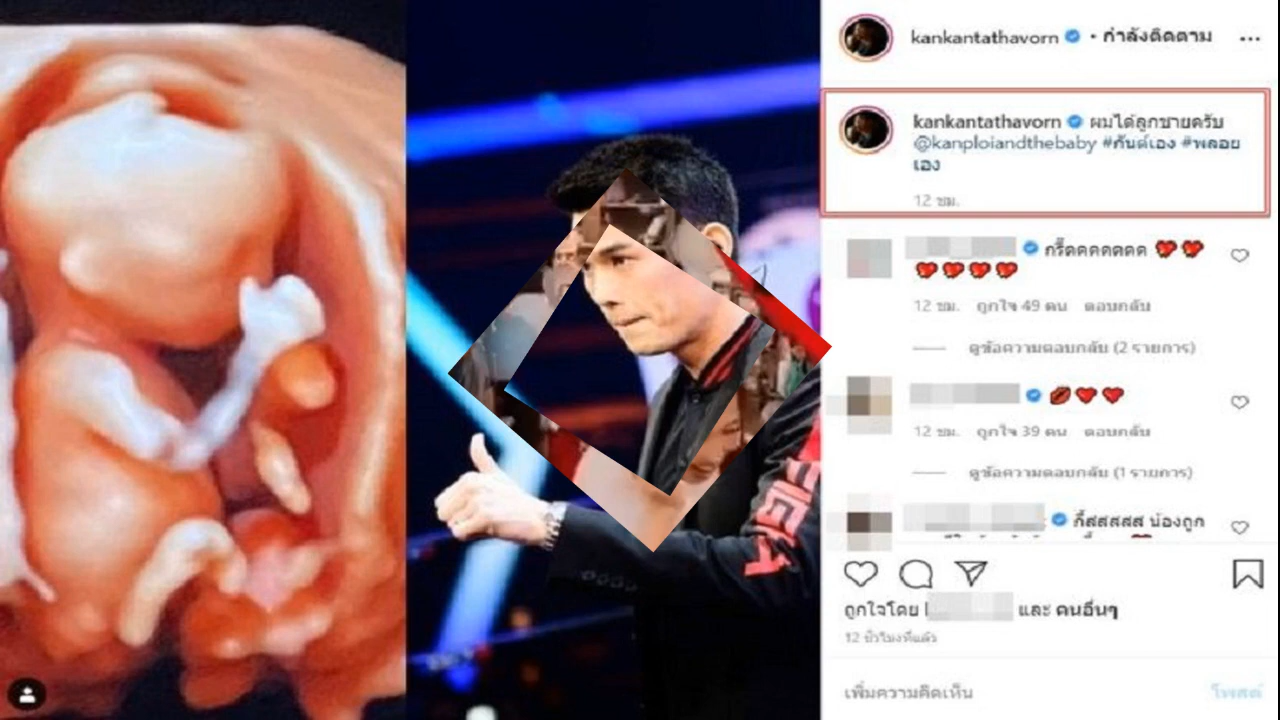 kankantathavorn • กำลังติดตาม
kankantathavorn ผมได้ลูกชายครับ
@kanploiandthebaby #กันต์เอง #พลอย
เอง
12 ชม.
กรี๊ดดดดดดด
12 ชม. ถูกใจ 49 คน ตอบกลับ
ดูข้อความตอบกลับ (2 รายการ)
12 ชม. ถูกใจ 39 คน ตอบกลับ
ดูข้อความตอบกลับ (1 รายการ)
กี๊สสสสส น้องถูก
ถูกใจโดย และ คนอื่นๆ
12 ชั่วโมงที่แล้ว
เพิ่มความคิดเห็น
โพสต์